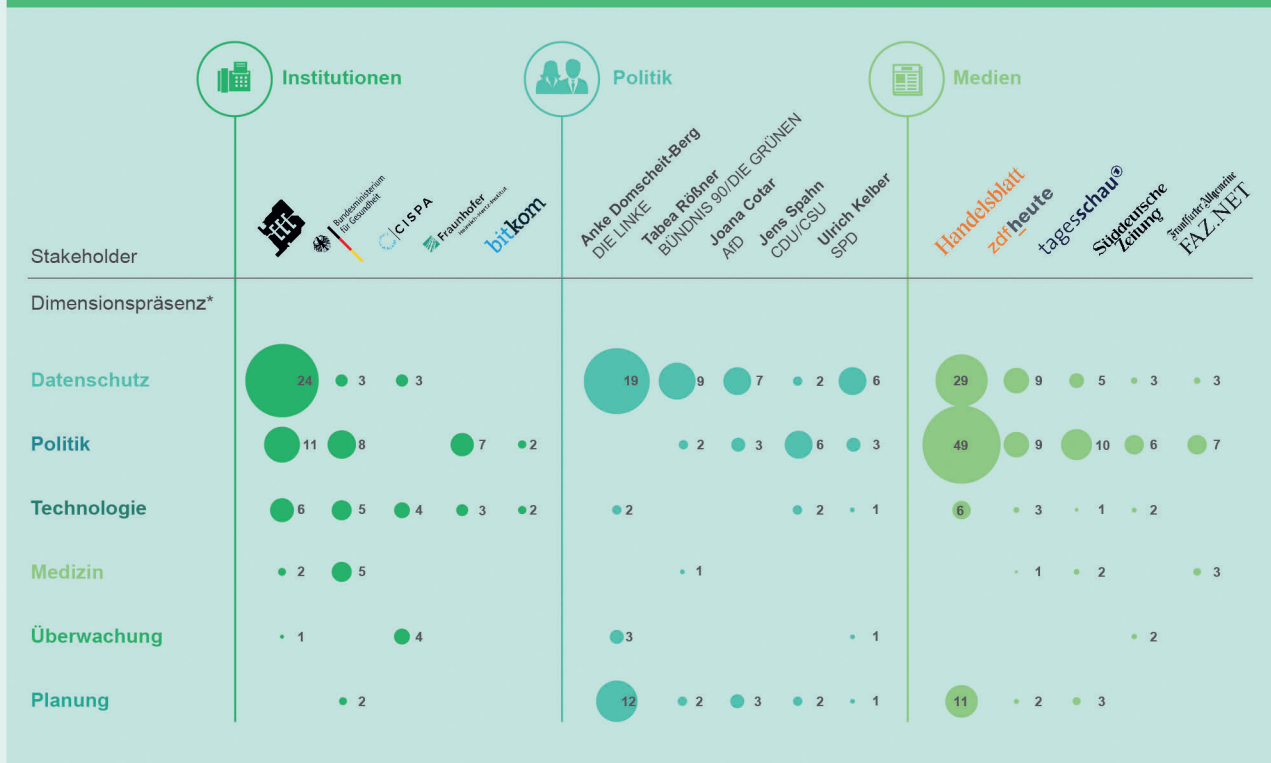 Institutionen
Politik
Medien
Stakeholder
fiff
Bundesministerium
für Gesundheit
CISPA
Fraunhofer
Heinrich-Hertz-Institut
bitkom
Anke Domscheit-Berg
DIE LINKE
Tabea Rößner
BÜNDNIS 90/DIE GRÜNEN
Joana Cotar
AfD
Jens Spahn
CDU/CSU
Ulrich Kelber
SPD
Handelsblatt
zdf_heute
tagesschau
Süddeutsche
Zeitung
Frankfurter Allgemeine
FAZ.NET
Dimensionspräsenz*
Datenschutz 24 3 3 19 9 7 2 6 29 9 5 3 3
Politik 11 8 7 2 2 3 6 3 49 9 10 6 7
Technologie 6 5 4 3 2 2 2 1 6 3 1 2
Medizin 2 5 1 1 2 3
Überwachung 1 4 3 1 2
Planung 2 12 2 3 2 1 11 2 3